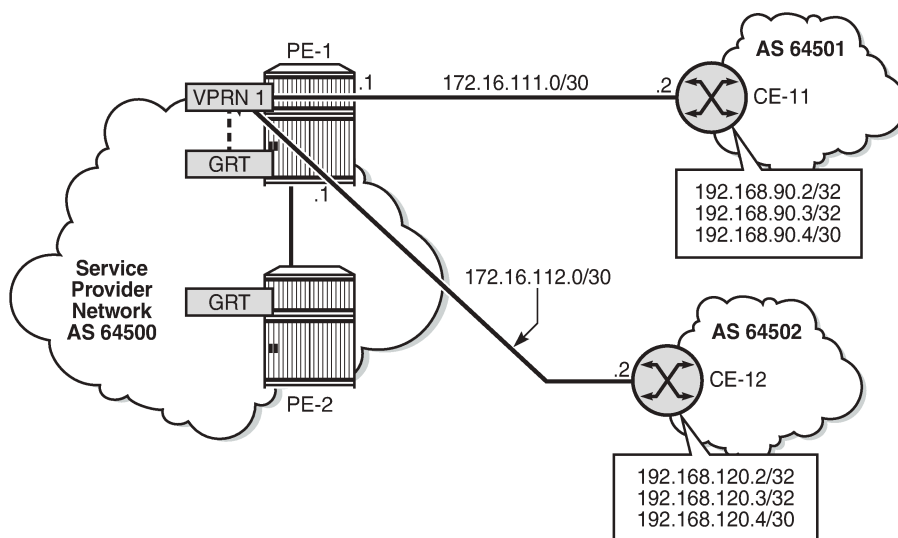 PE-1
AS 64501
VPRN 1
.1
172.16.111.0/30
.2
CE-11
GRT
.1
192.168.90.2/32
192.168.90.3/32
192.168.90.4/30
Service
Provider
Network
AS 64500
172.16.112.0/30
GRT
AS 64502
.2
CE-12
PE-2
192.168.120.2/32
192.168.120.3/32
192.168.120.4/30